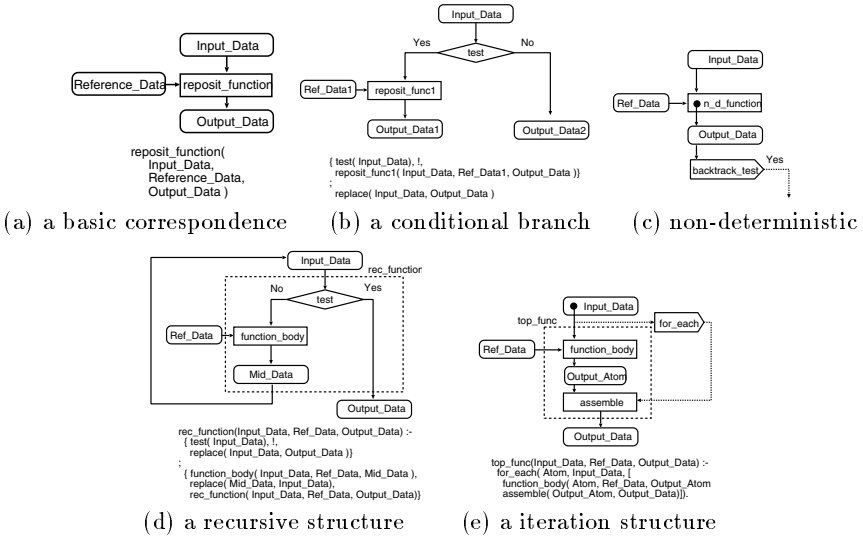 Input_Data
Reference_Data
reposit_function
Output_Data
reposit_function(
Input_Data,
Reference_Data,
Output_Data )
(a) a basic correspondence
Input_Data
Yes
test
No
Ref_Data1
reposit_func1
Output_Data1
Output_Data2
{ test( Input_Data), !,
reposit_func1( Input_Data, Ref_Data1, Output_Data )}
;
replace( Input_Data, Output_Data )
(b) a conditional branch
Input_Data
Ref_Data
n_d_function
Output_Data
backtrack_test
Yes
(c) non-deterministic
Input_Data
rec_function
No
test
Yes
Ref_Data
function_body
Mid_Data
Output_Data
rec_function(Input_Data, Ref_Data, Output_Data) :-
{ test( Input_Data), !,
replace( Input_Data, Output_Data )}
;
{ function_body( Input_Data, Ref_Data, Mid_Data ),
replace( Mid_Data, Input_Data),
rec_function( Input_Data, Ref_Data, Output_Data)}
(d) a recursive structure
Input_Data
top_func
for_each
Ref_Data
function_body
Output_Atom
assemble
Output_Data
top_func(Input_Data, Ref_Data, Output_Data) :-
for_each( Atom, Input_Data, [
function_body( Atom, Ref_Data, Output_Atom
assemble( Output_Atom, Output_Data)]).
(e) a iteration structure